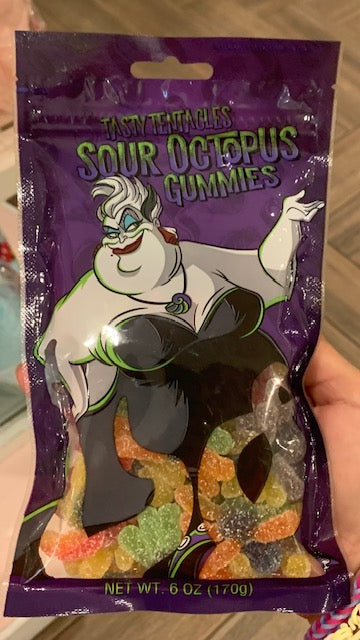 TASTY TENTACLES
SOUR OCTOPUS
GUMMIES
NET WT. 6 OZ (170g)